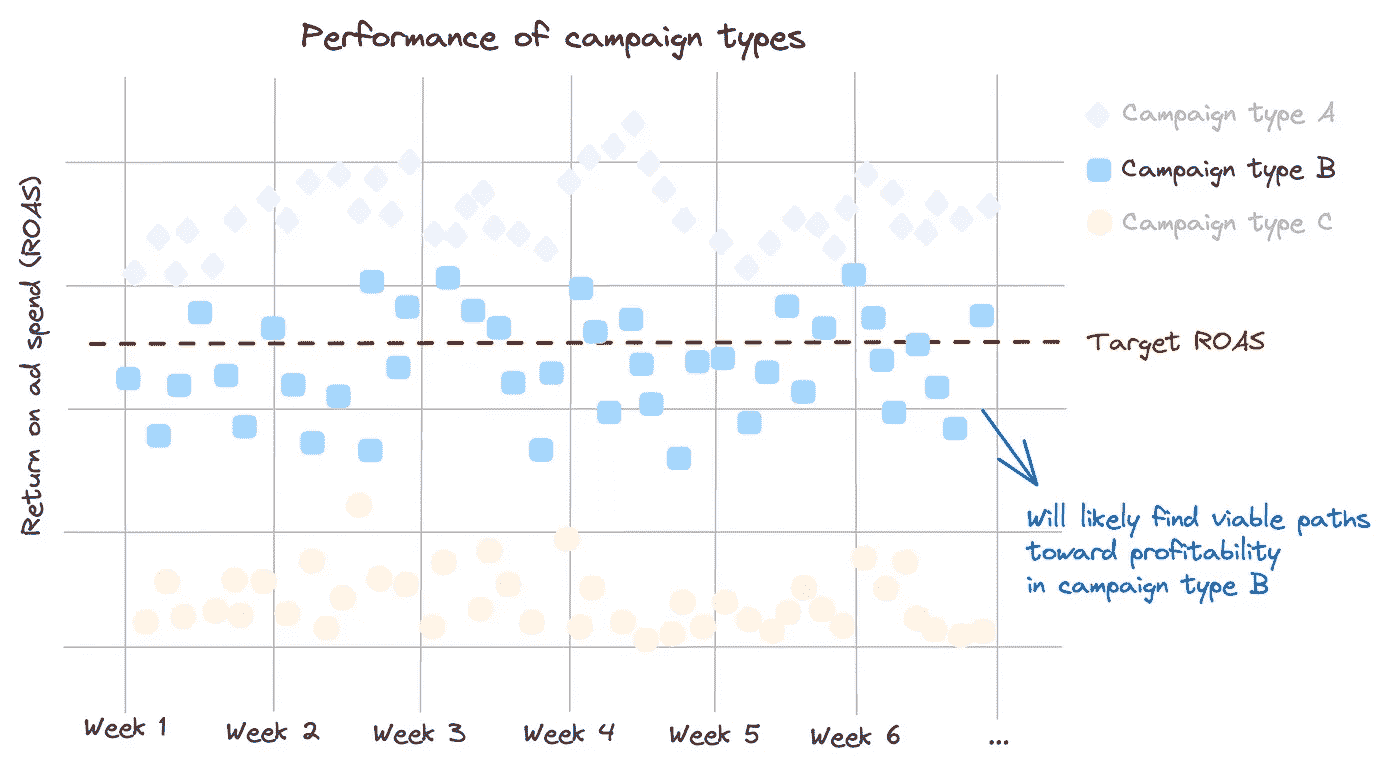 Performance of campaign types
Return on ad spend (ROAS)
Campaign type A
Campaign type B
Campaign type C
Target ROAS
Will likely find viable paths
toward profitability
in campaign type B
Week 1
Week 2
Week 3
Week 4
Week 5
Week 6
...